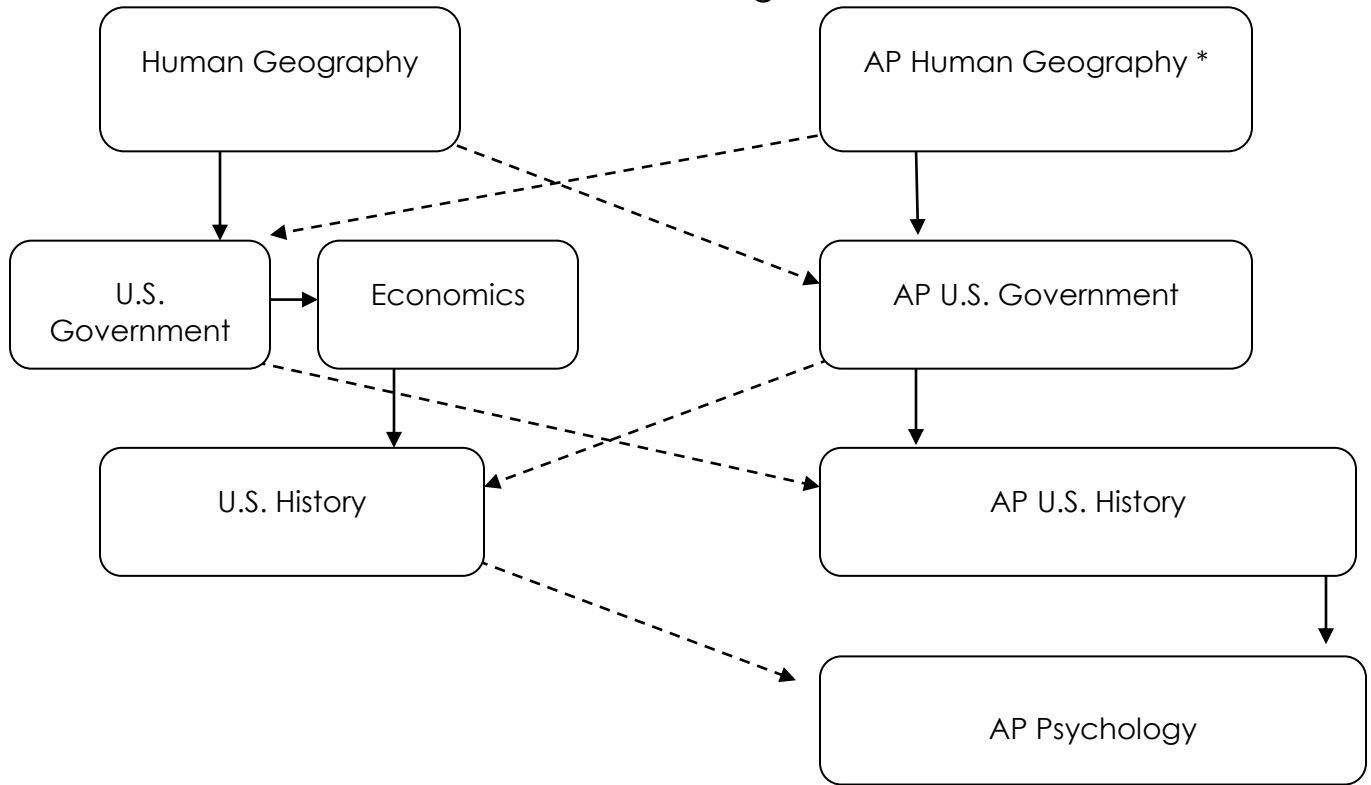 Human Geography
AP Human Geography *
U.S.
Government
Economics
AP U.S. Government
U.S. History
AP U.S. History
AP Psychology